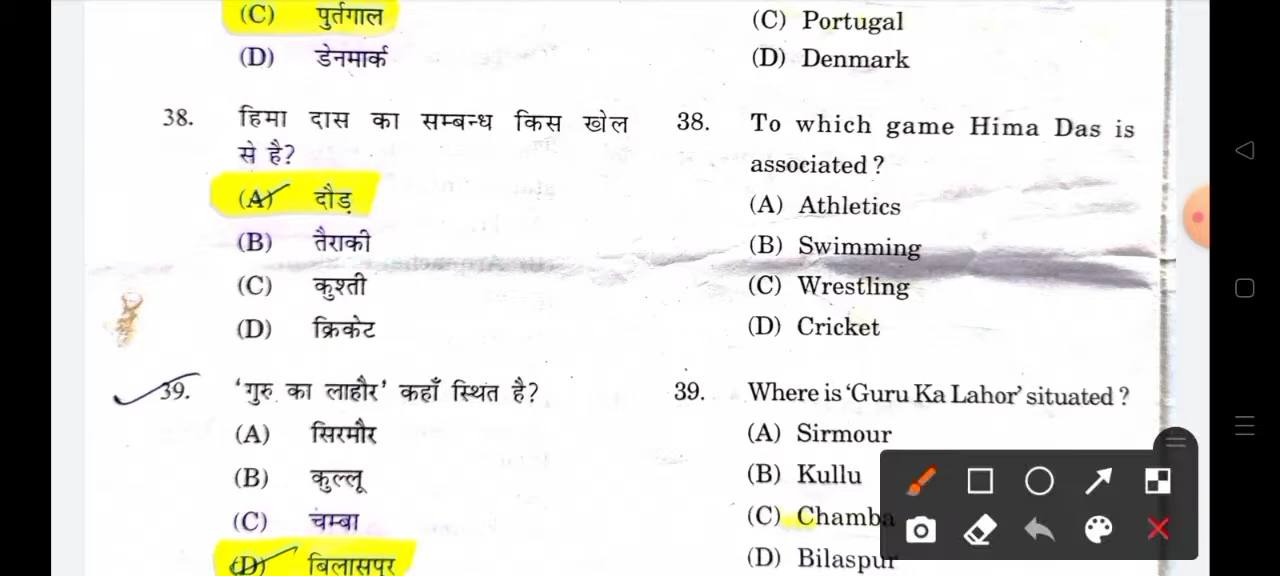 (C) पुर्तगाल
(D) डेनमार्क
38. हिमा दास का सम्बन्ध किस खेल
से है?
(A) दौड़
(B) तैराकी
(C) कुश्ती
(D) क्रिकेट
39. 'गुरु का लाहौर' कहाँ स्थित है?
(A) सिरमौर
(B) कुल्लू
(C) चम्बा
(D) बिलासपुर
(C) Portugal
(D) Denmark
38. To which game Hima Das is
associated ?
(A) Athletics
(B) Swimming
(C) Wrestling
(D) Cricket
39. Where is 'Guru Ka Lahor' situated ?
(A) Sirmour
(B) Kullu
(C) Chamba
(D) Bilaspur